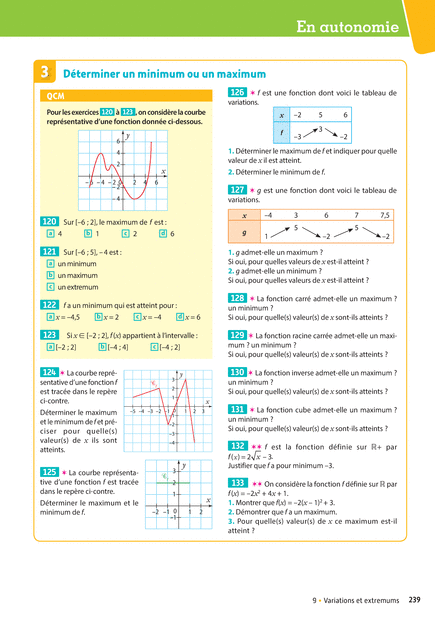 En autonomie
3 Déterminer un minimum ou un maximum
QCM
Pour les exercices 120 à 123, on considère la courbe
représentative d'une fonction donnée ci-dessous.
y
6
4
2
x
-6 -4 -2 2 4 6
-2
-4
120 Sur [–6 ; 2], le maximum de f est :
a 4 b 1 c 2 d 6
121 Sur [–6 ; 5], – 4 est :
a un minimum
b un maximum
c un extremum
122 f a un minimum qui est atteint pour :
a x = –4,5 b x = 2 c x = –4 d x = 6
123 Si x ∈ [–2 ; 2], f(x) appartient à l'intervalle :
a [–2 ; 2] b [–4 ; 4] c [–4 ; 2]
124 * La courbe repré-
sentative d'une fonction f
est tracée dans le repère
ci-contre.
Déterminer le maximum
et le minimum de f et pré-
ciser pour quelle(s)
valeur(s) de x ils sont
atteints.
y
3
2
1
x
-5 -4 -3 -2 -1 1 2 3
-3
-4
125 * La courbe représenta-
tive d'une fonction f est tracée
dans le repère ci-contre.
Déterminer le maximum et le
minimum de f.
y
3
2
1
x
-2 -1 0 1 2
-1
126 * f est une fonction dont voici le tableau de
variations.
x –2 5 6
f –3 3 –2
1. Déterminer le maximum de f et indiquer pour quelle
valeur de x il est atteint.
2. Déterminer le minimum de f.
127 * g est une fonction dont voici le tableau de
variations.
x –4 3 6 7 7,5
g 1 5 –2 5 –2
1. g admet-elle un maximum ?
Si oui, pour quelles valeurs de x est-il atteint ?
2. g admet-elle un minimum ?
Si oui, pour quelles valeurs de x est-il atteint ?
128 * La fonction carré admet-elle un maximum ?
un minimum ?
Si oui, pour quelle(s) valeur(s) de x sont-ils atteints ?
129 * La fonction racine carrée admet-elle un maxi-
mum ? un minimum ?
Si oui, pour quelle(s) valeur(s) de x sont-ils atteints ?
130 * La fonction inverse admet-elle un maximum ?
un minimum ?
Si oui, pour quelle(s) valeur(s) de x sont-ils atteints ?
131 * La fonction cube admet-elle un maximum ?
un minimum ?
Si oui, pour quelle(s) valeur(s) de x sont-ils atteints ?
132 ** f est la fonction définie sur ℝ+ par
f(x) = 2√x – 3.
Justifier que f a pour minimum –3.
133 ** On considère la fonction f définie sur ℝ par
f(x) = –2x² + 4x + 1.
1. Montrer que f(x) = –2(x – 1)² + 3.
2. Démontrer que f a un maximum.
3. Pour quelle(s) valeur(s) de x ce maximum est-il
atteint ?
9 • Variations et extremums 239